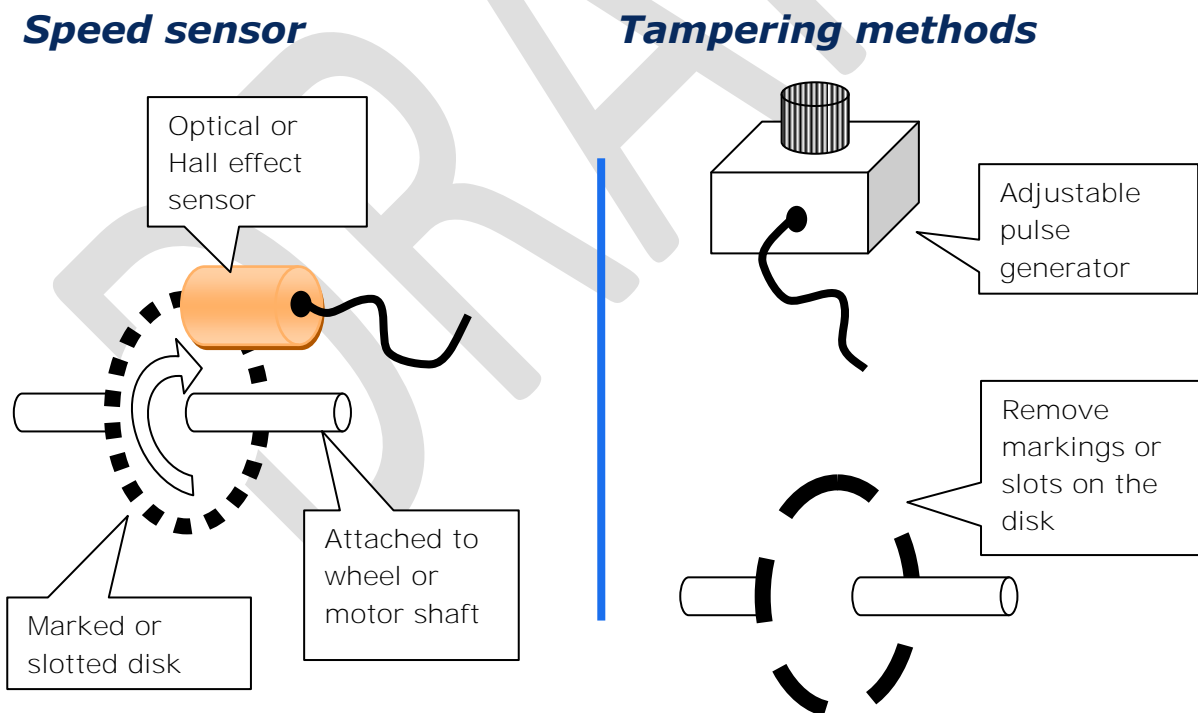 Speed sensor
Optical or
Hall effect
sensor
Attached to
wheel or
motor shaft
Marked or
slotted disk
Tampering methods
Adjustable
pulse
generator
Remove
markings or
slots on the
disk
DRA